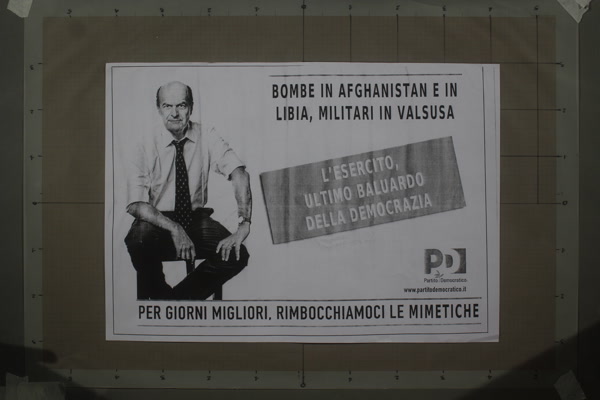 BOMBE IN AFGHANISTAN E IN
LIBIA, MILITARI IN VALSUSA
L'ESERCITO,
ULTIMO BALUARDO
DELLA DEMOCRAZIA
PD
Partito Democratico
www.partitodemocratico.it
PER GIORNI MIGLIORI, RIMBOCCHIAMOCI LE MIMETICHE